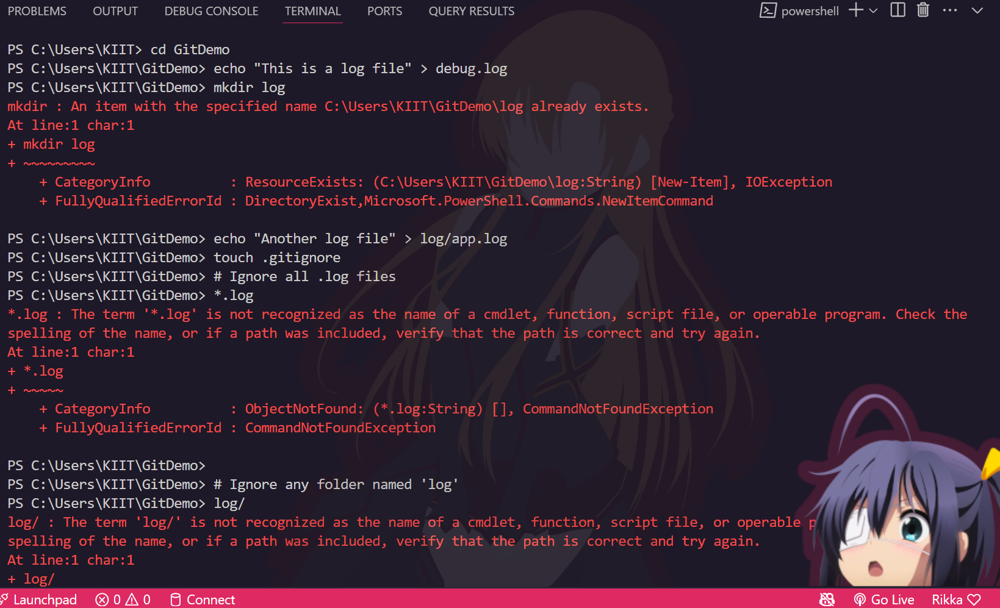 PROBLEMS OUTPUT DEBUG CONSOLE TERMINAL PORTS QUERY RESULTS powershell
PS C:\Users\KIIT> cd GitDemo
PS C:\Users\KIIT\GitDemo> echo "This is a log file" > debug.log
PS C:\Users\KIIT\GitDemo> mkdir log
mkdir : An item with the specified name C:\Users\KIIT\GitDemo\log already exists.
At line:1 char:1
+ mkdir log
+ ~~~~~~~~~
    + CategoryInfo          : ResourceExists: (C:\Users\KIIT\GitDemo\log:String) [New-Item], IOException
    + FullyQualifiedErrorId : DirectoryExist,Microsoft.PowerShell.Commands.NewItemCommand
PS C:\Users\KIIT\GitDemo> echo "Another log file" > log/app.log
PS C:\Users\KIIT\GitDemo> touch .gitignore
PS C:\Users\KIIT\GitDemo> # Ignore all .log files
PS C:\Users\KIIT\GitDemo> *.log
*.log : The term '*.log' is not recognized as the name of a cmdlet, function, script file, or operable program. Check the
spelling of the name, or if a path was included, verify that the path is correct and try again.
At line:1 char:1
+ *.log
+ ~~~~~
    + CategoryInfo          : ObjectNotFound: (*.log:String) [], CommandNotFoundException
    + FullyQualifiedErrorId : CommandNotFoundException
PS C:\Users\KIIT\GitDemo>
PS C:\Users\KIIT\GitDemo> # Ignore any folder named 'log'
PS C:\Users\KIIT\GitDemo> log/
log/ : The term 'log/' is not recognized as the name of a cmdlet, function, script file, or operable
spelling of the name, or if a path was included, verify that the path is correct and try again.
At line:1 char:1
+ log/
Launchpad 0 0 Connect Go Live Rikka